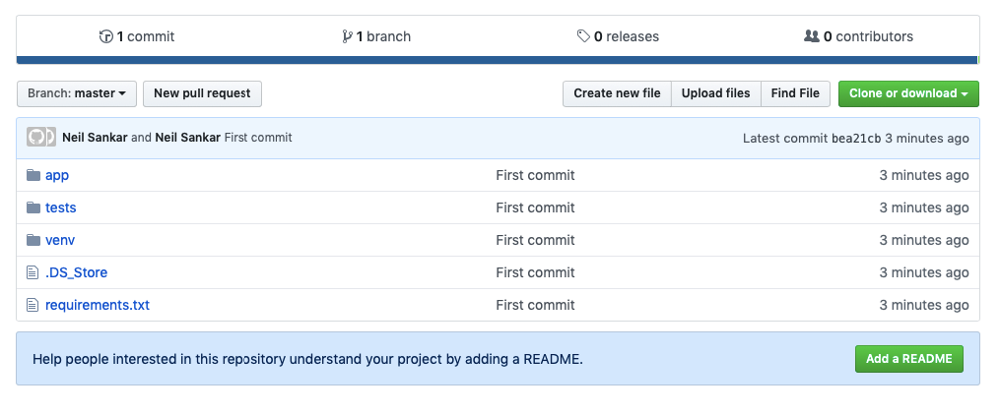 1 commit 1 branch 0 releases 0 contributors
Branch: master New pull request Create new file Upload files Find File Clone or download
Neil Sankar and Neil Sankar First commit Latest commit bea21cb 3 minutes ago
app First commit 3 minutes ago
tests First commit 3 minutes ago
venv First commit 3 minutes ago
.DS_Store First commit 3 minutes ago
requirements.txt First commit 3 minutes ago
Help people interested in this repository understand your project by adding a README. Add a README